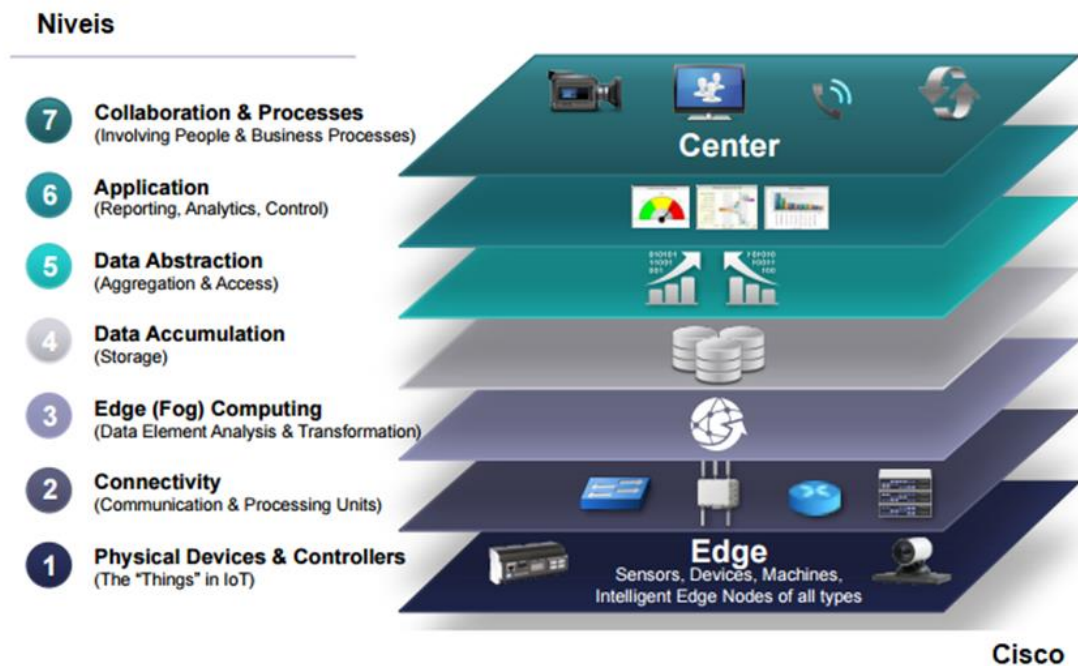 Niveis
7
Collaboration & Processes
(Involving People & Business Processes)
6
Application
(Reporting, Analytics, Control)
5
Data Abstraction
(Aggregation & Access)
4
Data Accumulation
(Storage)
3
Edge (Fog) Computing
(Data Element Analysis & Transformation)
2
Connectivity
(Communication & Processing Units)
1
Physical Devices & Controllers
(The "Things" in IoT)
Center
Edge
Sensors, Devices, Machines,
Intelligent Edge Nodes of all types
Cisco